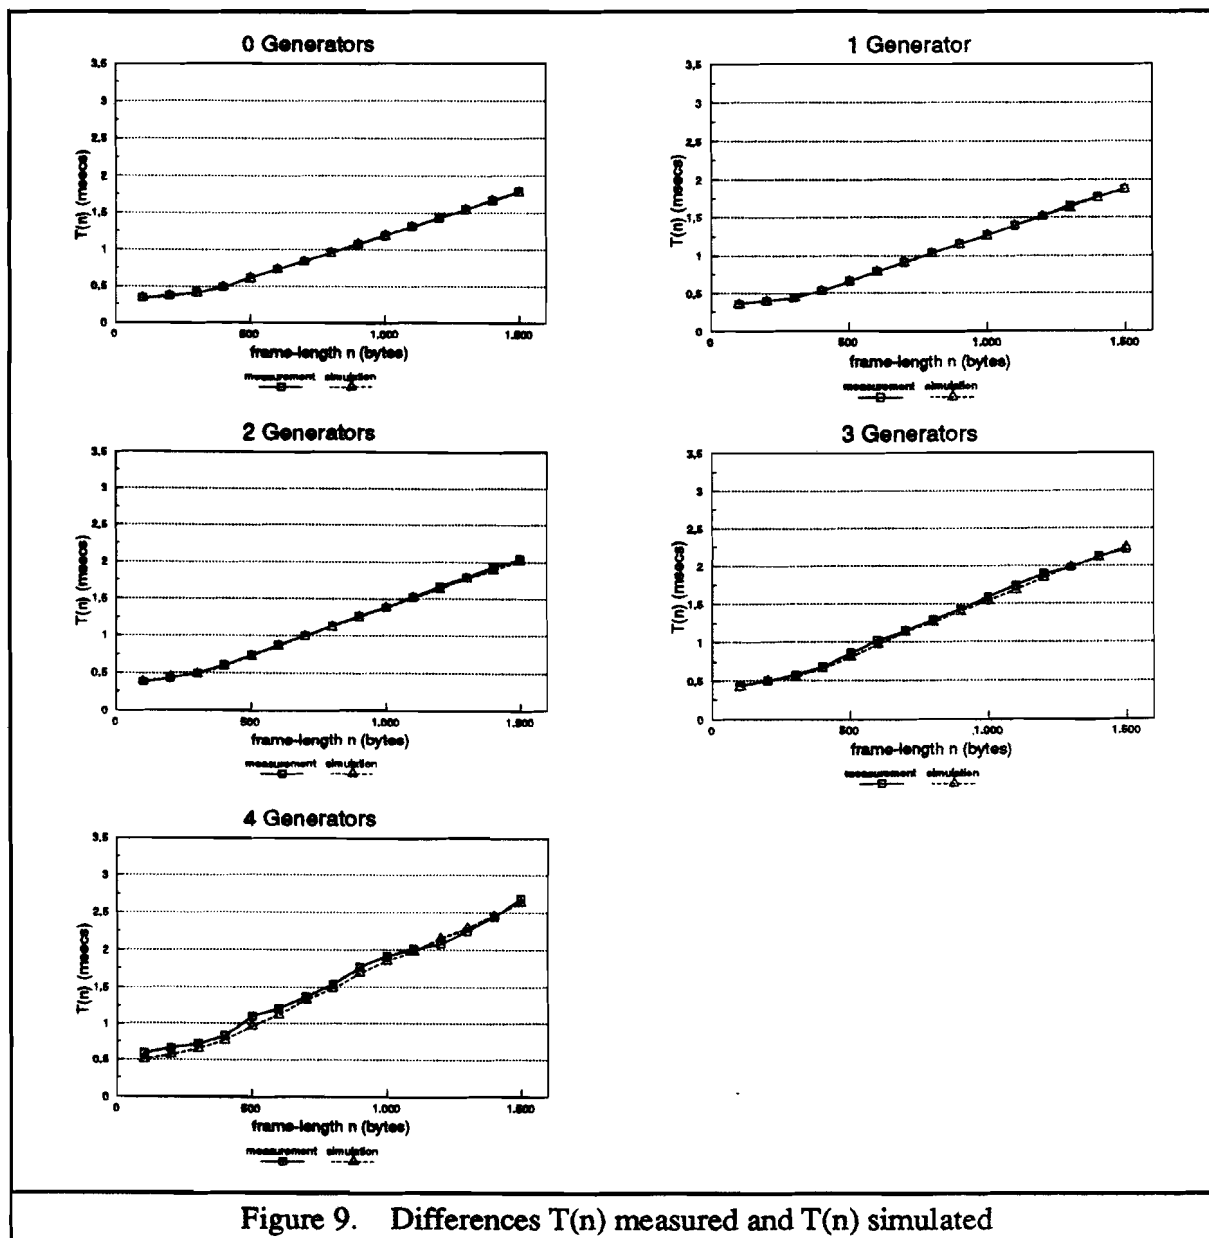 0 Generators
3,5
3
2,5
2
1,5
1
0,5
0
T(n) (msecs)
0 500 1.000 1.500
frame-length n (bytes)
measurement simulation
1 Generator
3,5
3
2,5
2
1,5
1
0,5
0
T(n) (msecs)
0 500 1.000 1.500
frame-length n (bytes)
measurement simulation
2 Generators
3,5
3
2,5
2
1,5
1
0,5
0
T(n) (msecs)
0 500 1.000 1.500
frame-length n (bytes)
measurement simulation
3 Generators
3,5
3
2,5
2
1,5
1
0,5
0
T(n) (msecs)
0 500 1.000 1.500
frame-length n (bytes)
measurement simulation
4 Generators
3,5
3
2,5
2
1,5
1
0,5
0
T(n) (msecs)
0 500 1.000 1.500
frame-length n (bytes)
measurement simulation
Figure 9. Differences T(n) measured and T(n) simulated